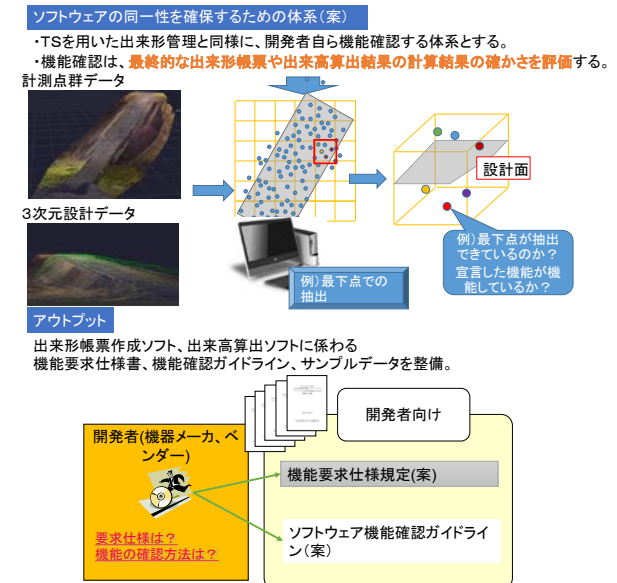 ソフトウェアの同一性を確保するための体系(案）
・TSを用いた出来形管理と同様に、開発者自ら機能確認する体系とする。
・機能確認は、最終的な出来形帳票や出来高算出結果の計算結果の確かさを評価する。
計測点群データ
設計面
3次元設計データ
例)最下点が抽出
できているのか？
宣言した機能が機
能しているか？
例)最下点での
抽出
アウトプット
出来形帳票作成ソフト、出来高算出ソフトに係わる
機能要求仕様書、機能確認ガイドライン、サンプルデータを整備。
開発者向け
開発者(機器メーカ、ベ
ンダー)
機能要求仕様規定(案)
ソフトウェア機能確認ガイドライ
ン(案）
要求仕様は？
機能の確認方法は？